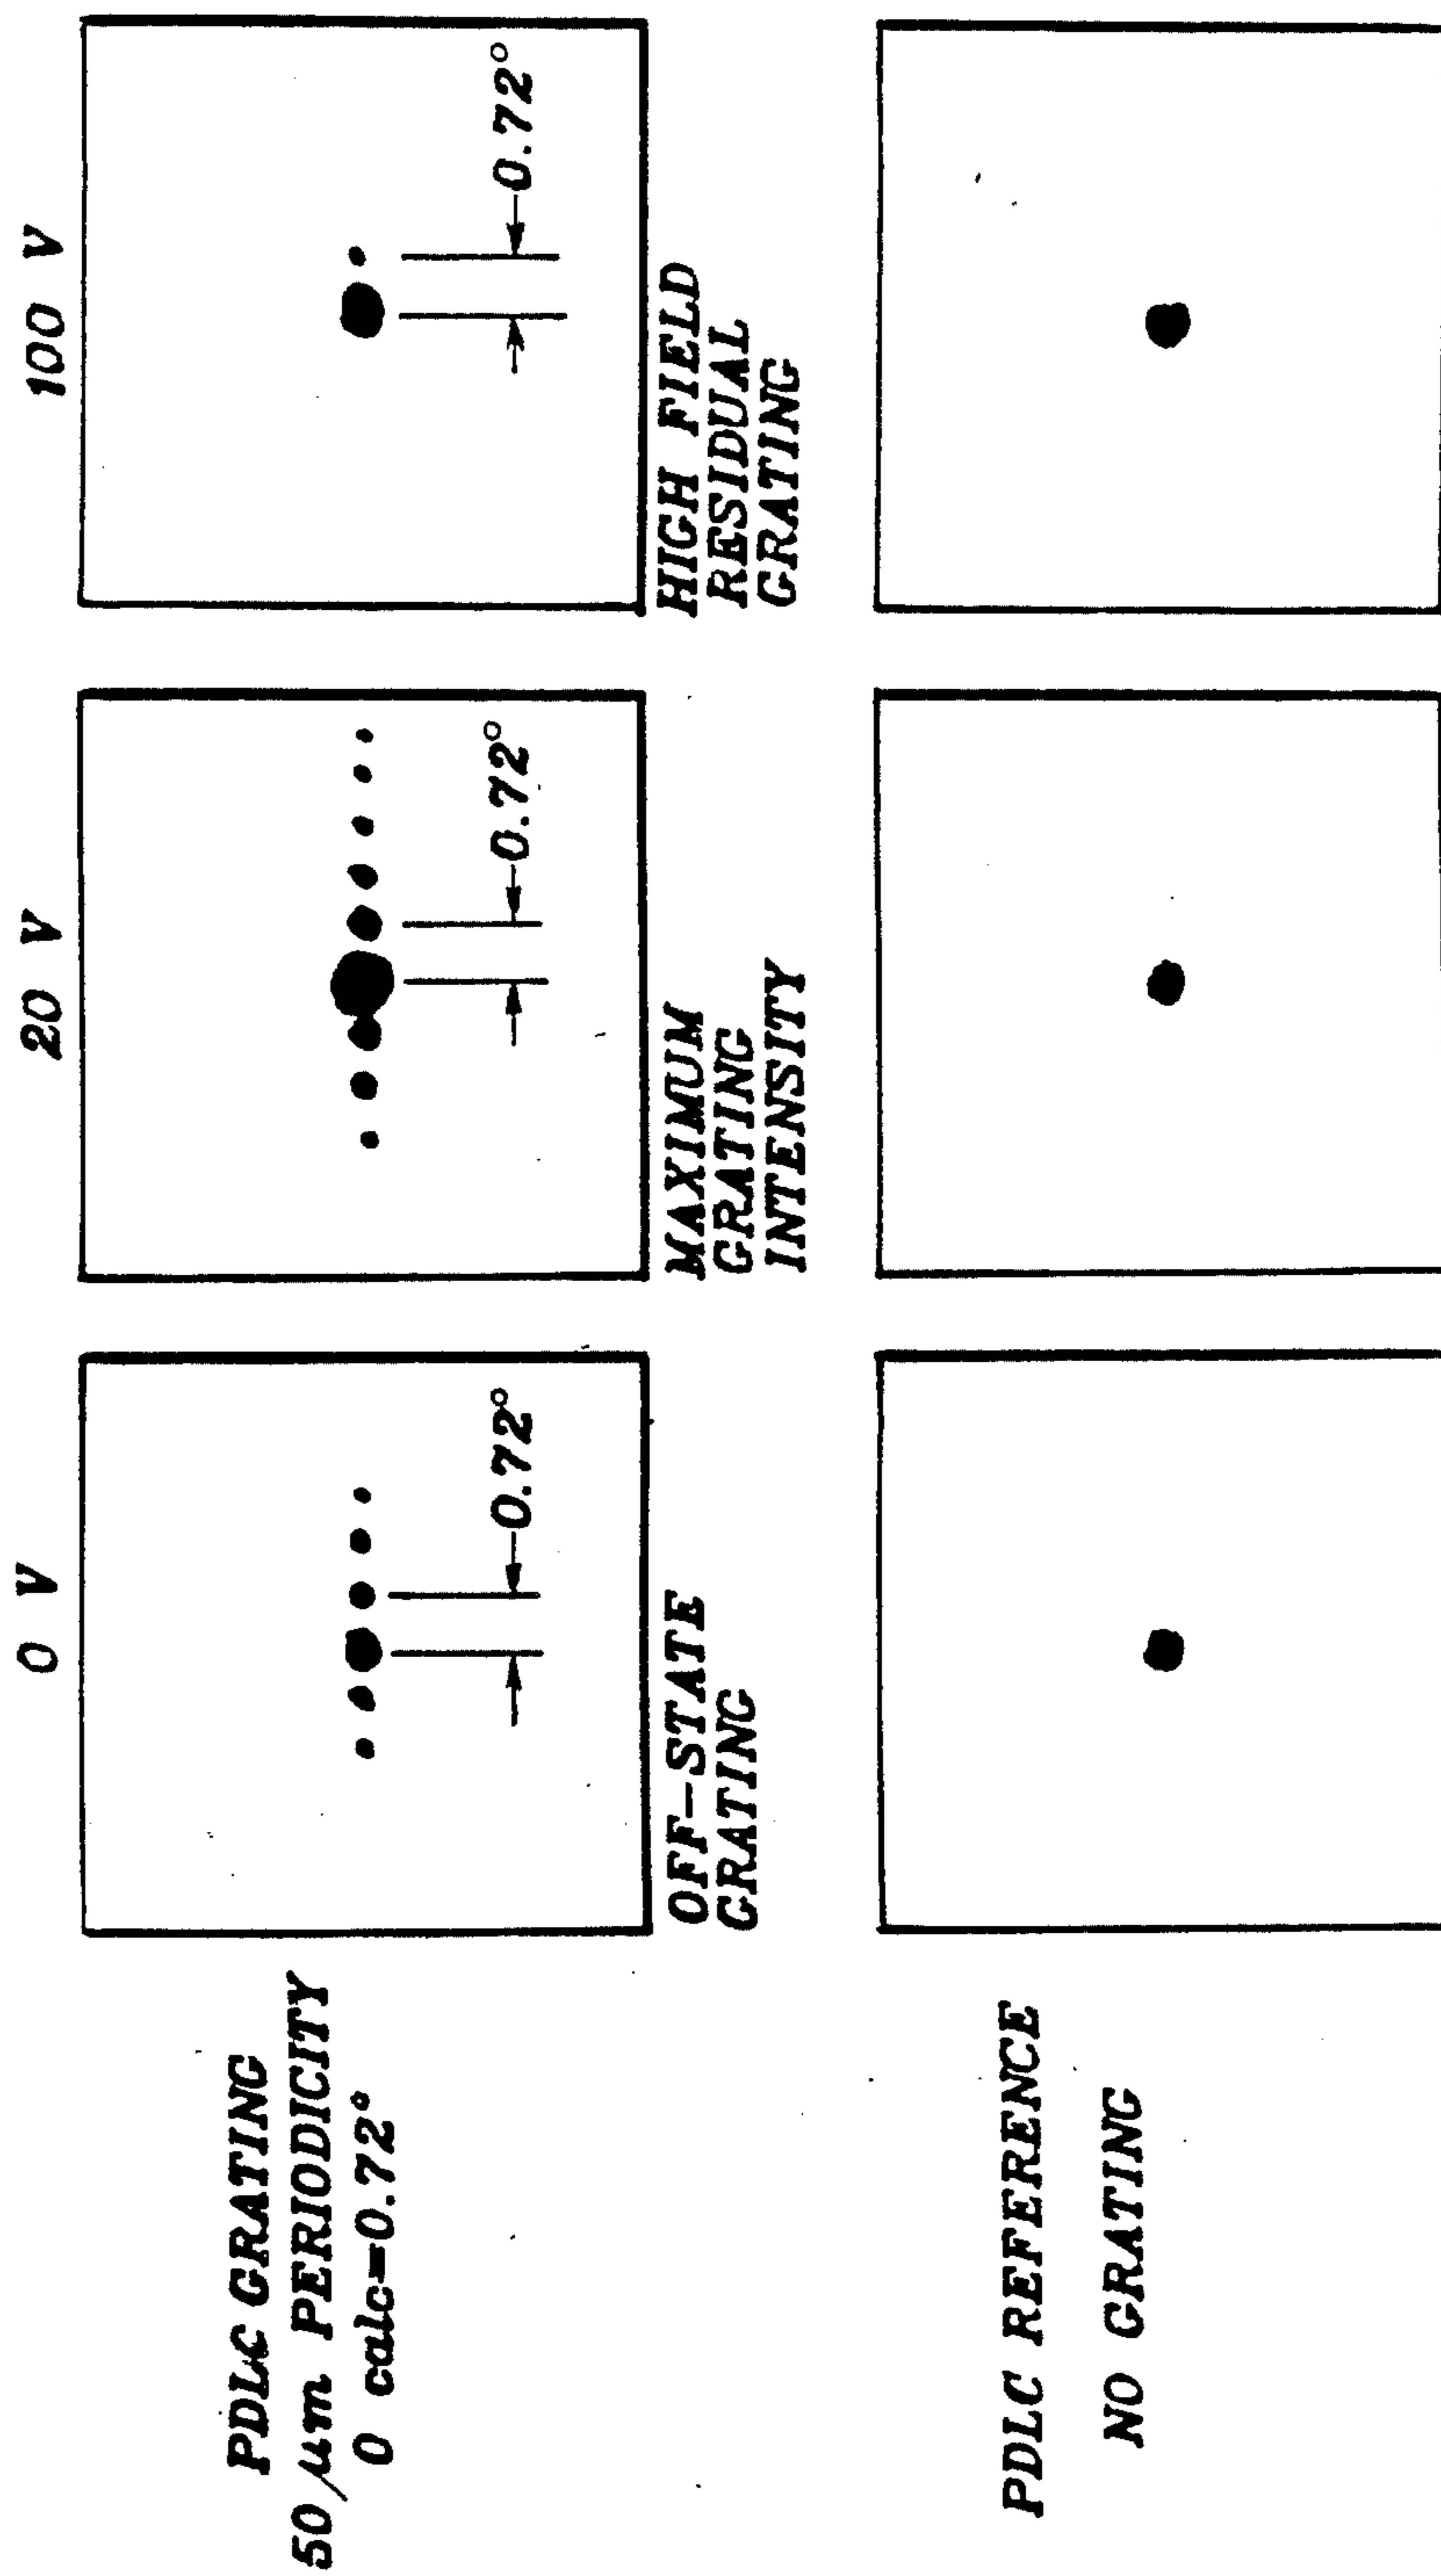 0 V
20 V
100 V
PDLC GRATING
50 µm PERIODICITY
0 calc=0.72°
0.72°
0.72°
0.72°
OFF-STATE
GRATING
MAXIMUM
GRATING
INTENSITY
HIGH FIELD
RESIDUAL
GRATING
PDLC REFERENCE
NO GRATING